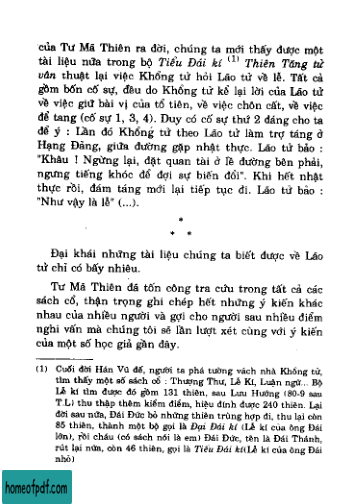 của Tư Mã Thiên ra đời, chúng ta mới thấy được một
tài liệu nữa trong bộ Tiểu Đái kí (1) Thiên Tăng tử
vấn thuật lại việc Khổng tử hỏi Lão tử về lễ. Tất cả
gồm bốn cố sự, đều do Khổng tử kể lại lời của Lão tử
về việc giữ bài vị của tổ tiên, về việc chôn cất, về việc
để tang (cố sự 1, 3, 4). Duy có cố sự thứ 2 đáng cho ta
để ý : Lần đó Khổng tử theo Lão tử làm trợ táng ở
Hạng Đảng, giữa đường gặp nhật thực. Lão tử bảo :
"Khâu ! Ngừng lại, đặt quan tài ở lề đường bên phải,
ngưng tiếng khóc để đợi sự biến đổi". Khi hết nhật
thực rồi, đám táng mới lại tiếp tục đi. Lão tử bảo :
"Như vậy là lễ" (...).
*
* *
Đại khái những tài liệu chúng ta biết được về Lão
tử chỉ có bấy nhiêu.
Tư Mã Thiên đã tốn công tra cứu trong tất cả các
sách cổ, thận trọng ghi chép hết những ý kiến khác
nhau của nhiều người và gợi cho người sau nhiều điểm
nghi vấn mà chúng tôi sẽ lần lượt xét cùng với ý kiến
của một số học giả gần đây.
(1) Cuối đời Hán Vũ đế, người ta phá tường vách nhà Khổng tử,
tìm thấy một số sách cổ : Thượng Thư, Lễ Kí, Luận ngữ... Bộ
Lễ kí tìm được đó gồm 131 thiên, sau Lưu Hướng (80-9 sau
T.L) thu thập thêm kiểm điểm, hiệu đính được 240 thiên. Lại
đời sau nữa, Đái Đức bỏ những thiên trùng hợp đi, thu lại còn
85 thiên, thành một bộ gọi là Đại Đái kí (Lễ kí của ông Đái
lớn), rồi cháu (có sách nói là em) Đái Đức, tên là Đái Thánh,
rút lại nữa, còn 46 thiên, gọi là Tiểu Đái kí(Lễ kí của ông Đái
nhỏ)
homeofpdf.com